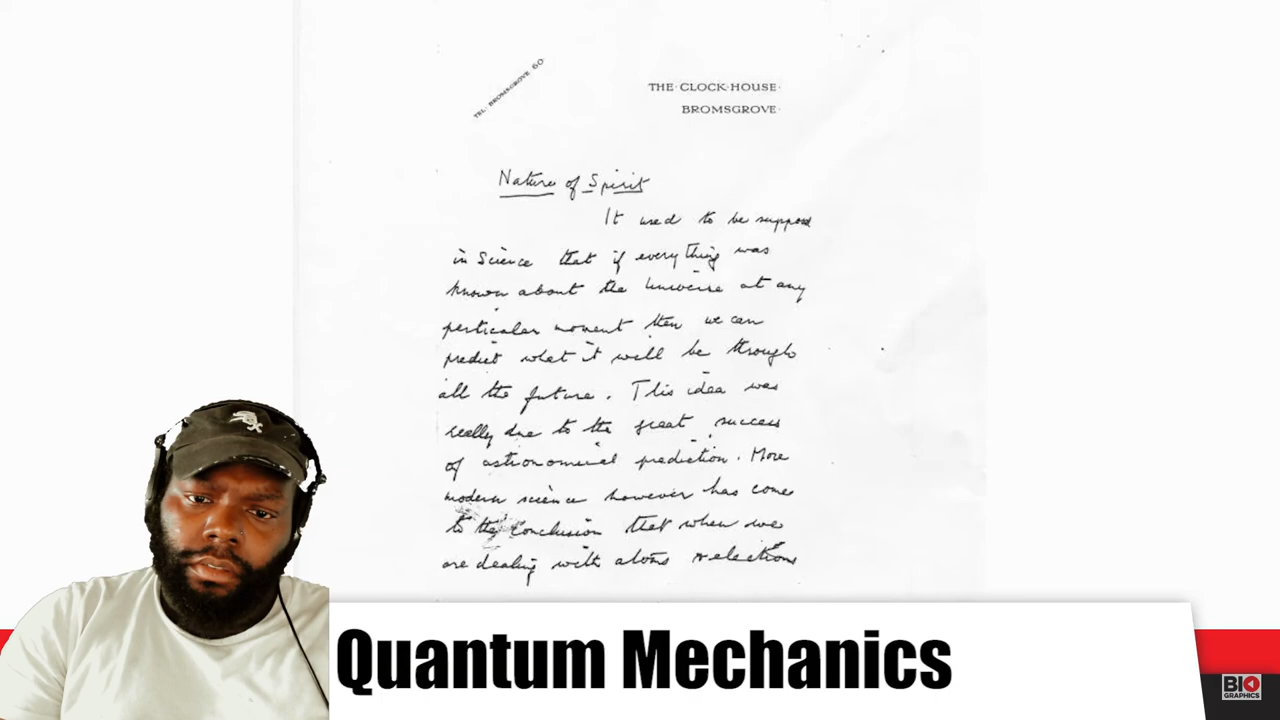 TEL. BROMSGROVE 60
THE·CLOCK·HOUSE·
BROMSGROVE·
Nature of Spirit
It used to be supposed
in Science that if everything was
known about the Universe at any
particular moment then we can
predict what it will be through
all the future. This idea was
really due to the great success
of astronomical prediction. More
modern science however has come
to the conclusion that when we
are dealing with atoms & electrons
Quantum Mechanics
BIO
GRAPHICS